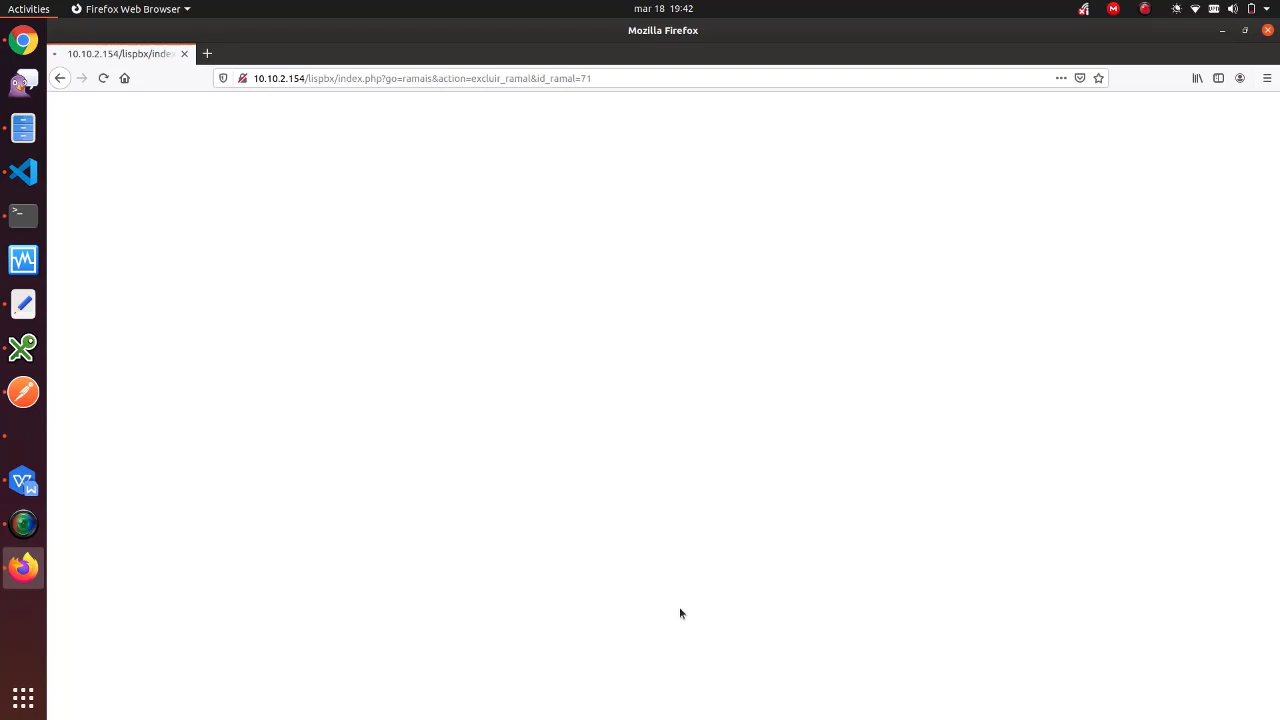 Activities
Firefox Web Browser
mar 18 19:42
Mozilla Firefox
10.10.2.154/lispbx/index
10.10.2.154/lispbx/index.php?go=ramais&action=excluir_ramal&id_ramal=71